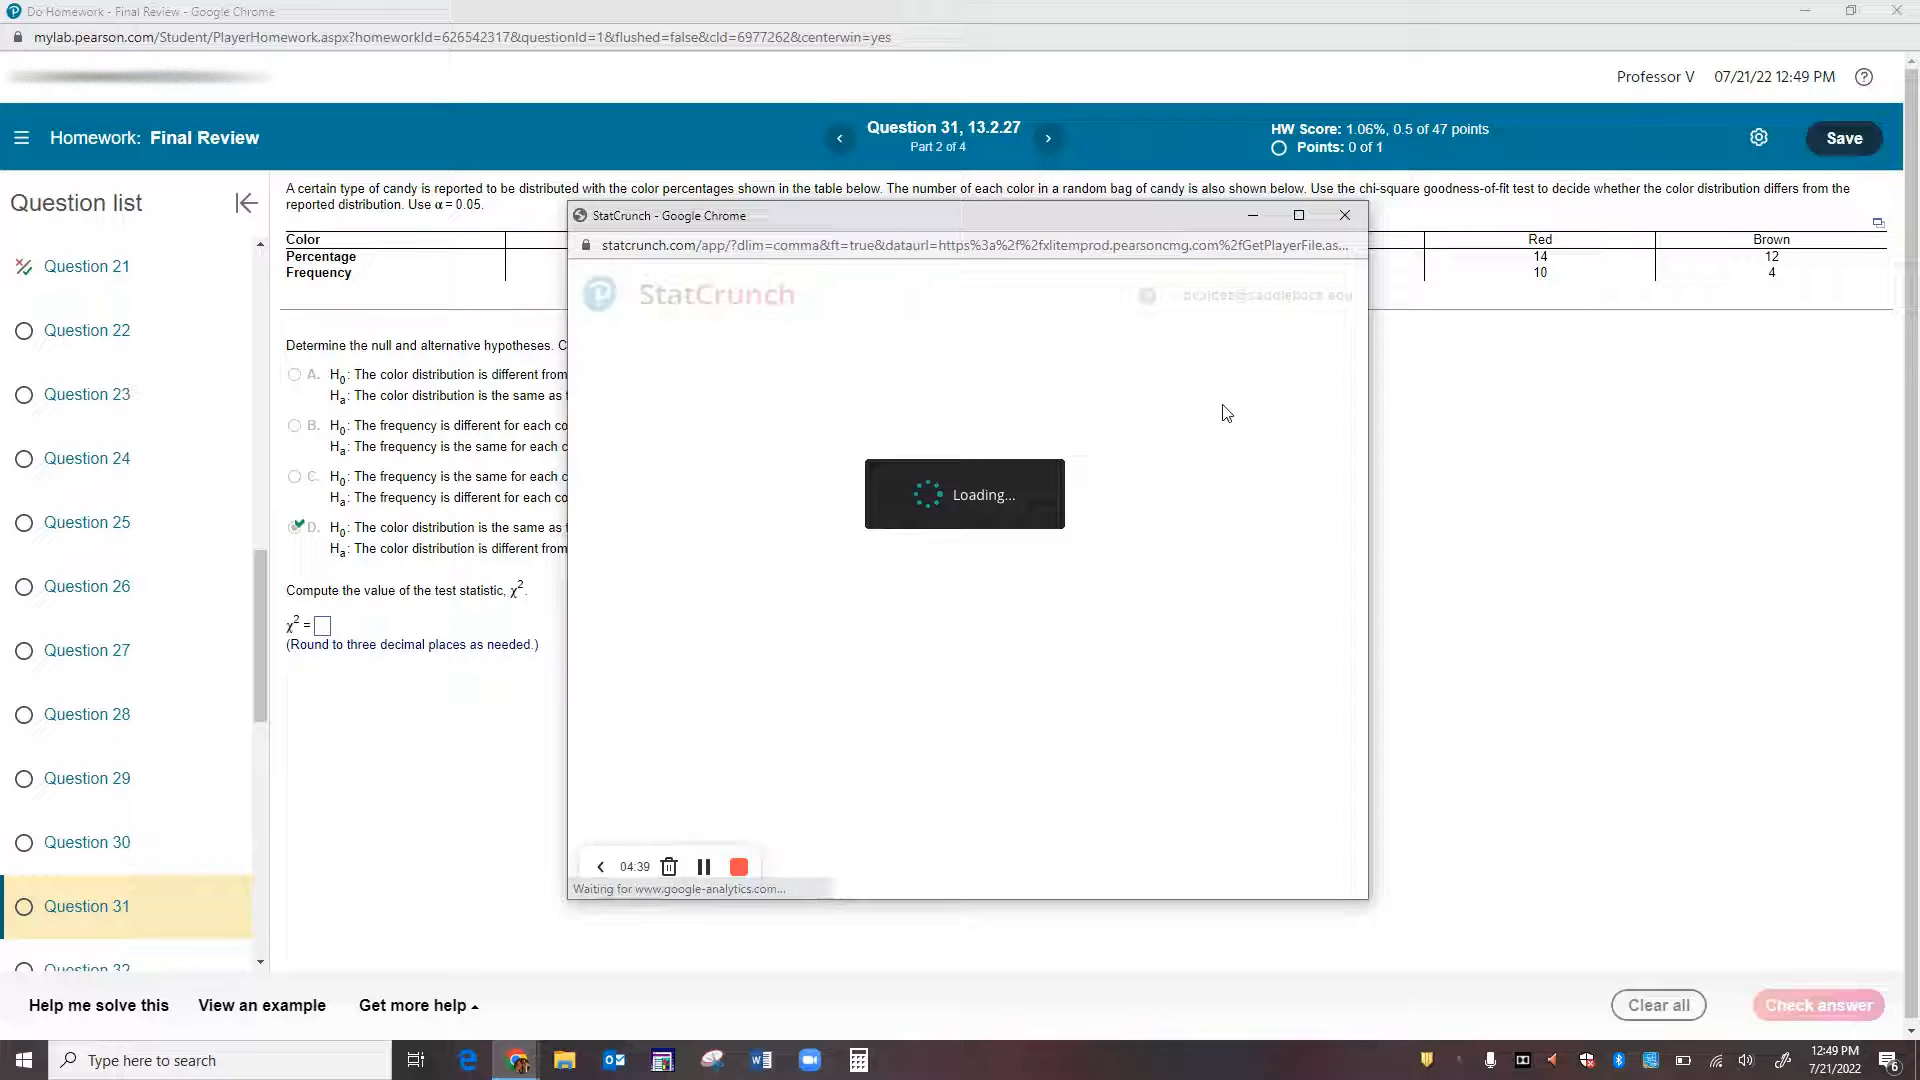 Do Homework - Final Review - Google Chrome
mylab.pearson.com/Student/PlayerHomework.aspx?homeworkId=626542317&questionId=1&flushed=false&cId=6977262&centerwin=yes
Professor V 07/21/22 12:49 PM
Homework: Final Review
Question 31, 13.2.27
Part 2 of 4
HW Score: 1.06%, 0.5 of 47 points
Points: 0 of 1
Save
Question list
Question 21
Question 22
Question 23
Question 24
Question 25
Question 26
Question 27
Question 28
Question 29
Question 30
Question 31
Question 32
A certain type of candy is reported to be distributed with the color percentages shown in the table below. The number of each color in a random bag of candy is also shown below. Use the chi-square goodness-of-fit test to decide whether the color distribution differs from the
reported distribution. Use α = 0.05.
Color Red Brown
Percentage 14 12
Frequency 10 4
Determine the null and alternative hypotheses. C
A. H0: The color distribution is different from
Ha: The color distribution is the same as
B. H0: The frequency is different for each co
Ha: The frequency is the same for each c
C. H0: The frequency is the same for each c
Ha: The frequency is different for each co
D. H0: The color distribution is the same as
Ha: The color distribution is different from
Compute the value of the test statistic, χ2.
χ2 =
(Round to three decimal places as needed.)
StatCrunch - Google Chrome
statcrunch.com/app/?dlim=comma&ft=true&dataurl=https%3a%2f%2fxlitemprod.pearsoncmg.com%2fGetPlayerFile.as...
StatCrunch
Loading...
04:39
Waiting for www.google-analytics.com...
Help me solve this
View an example
Get more help
Clear all
Check answer
Type here to search
12:49 PM
7/21/2022
6